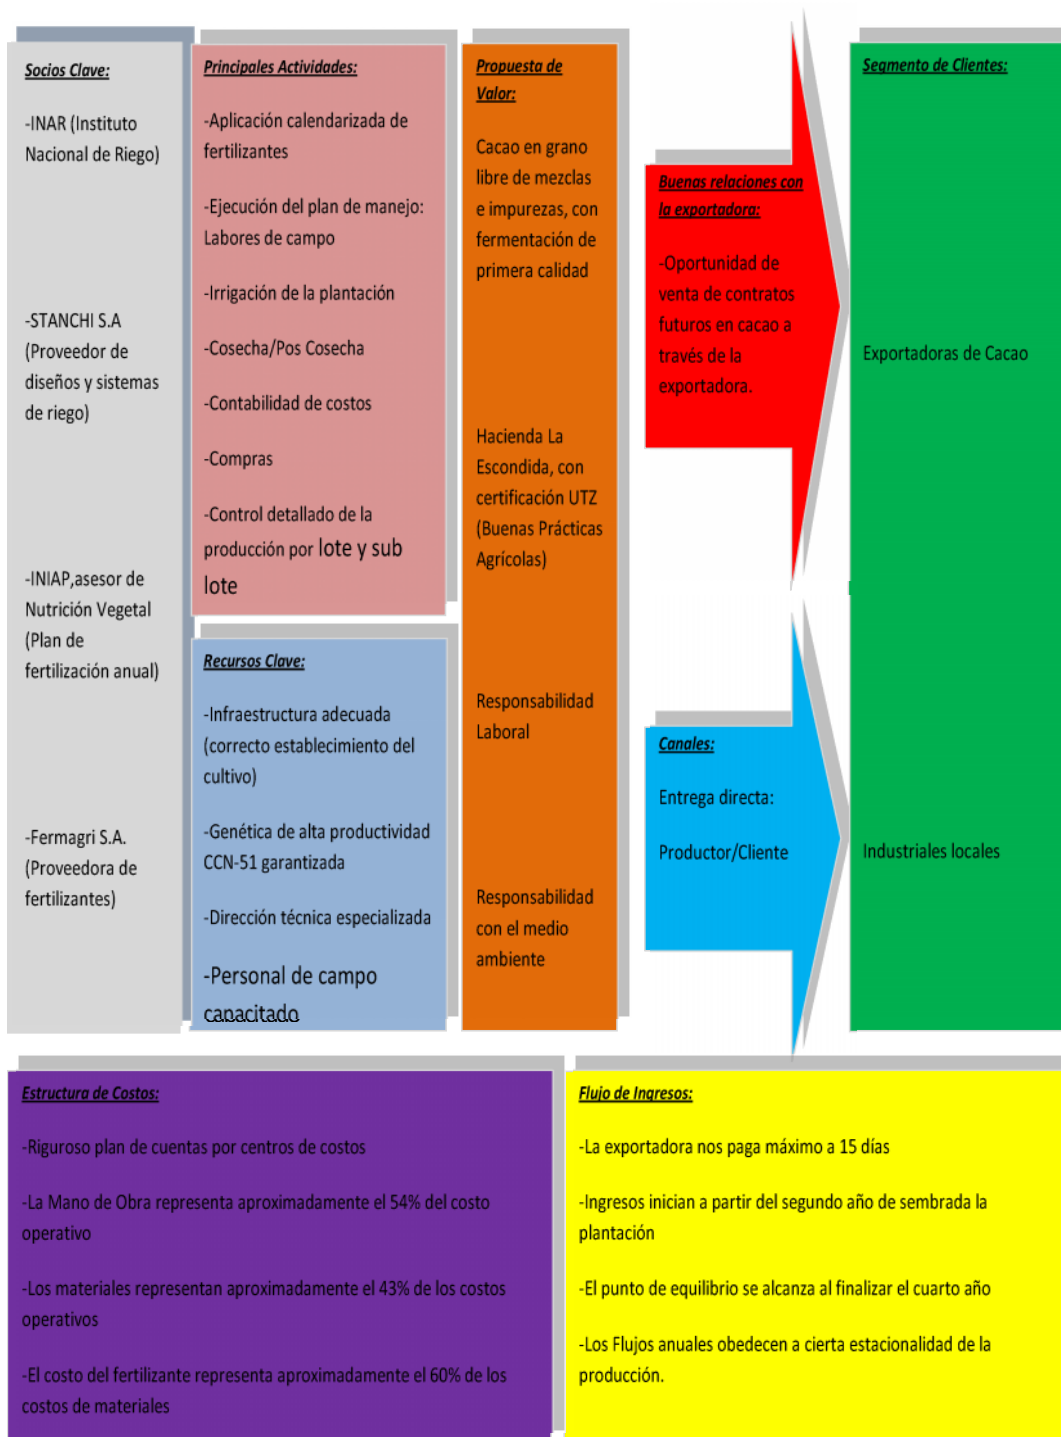 Socios Clave:
-INAR (Instituto
Nacional de Riego)
-STANCHI S.A
(Proveedor de
diseños y sistemas
de riego)
-INIAP,asesor de
Nutrición Vegetal
(Plan de
fertilización anual)
-Fermagri S.A.
(Proveedora de
fertilizantes)
Principales Actividades:
-Aplicación calendarizada de
fertilizantes
-Ejecución del plan de manejo:
Labores de campo
-Irrigación de la plantación
-Cosecha/Pos Cosecha
-Contabilidad de costos
-Compras
-Control detallado de la
producción por lote y sub
lote
Recursos Clave:
-Infraestructura adecuada
(correcto establecimiento del
cultivo)
-Genética de alta productividad
CCN-51 garantizada
-Dirección técnica especializada
-Personal de campo
capacitado
Propuesta de
Valor:
Cacao en grano
libre de mezclas
e impurezas, con
fermentación de
primera calidad
Hacienda La
Escondida, con
certificación UTZ
(Buenas Prácticas
Agrícolas)
Responsabilidad
Laboral
Responsabilidad
con el medio
ambiente
Buenas relaciones con
la exportadora:
-Oportunidad de
venta de contratos
futuros en cacao a
través de la
exportadora.
Canales:
Entrega directa:
Productor/Cliente
Segmento de Clientes:
Exportadoras de Cacao
Industriales locales
Estructura de Costos:
-Riguroso plan de cuentas por centros de costos
-La Mano de Obra representa aproximadamente el 54% del costo
operativo
-Los materiales representan aproximadamente el 43% de los costos
operativos
-El costo del fertilizante representa aproximadamente el 60% de los
costos de materiales
Flujo de Ingresos:
-La exportadora nos paga máximo a 15 días
-Ingresos inician a partir del segundo año de sembrada la
plantación
-El punto de equilibrio se alcanza al finalizar el cuarto año
-Los Flujos anuales obedecen a cierta estacionalidad de la
producción.